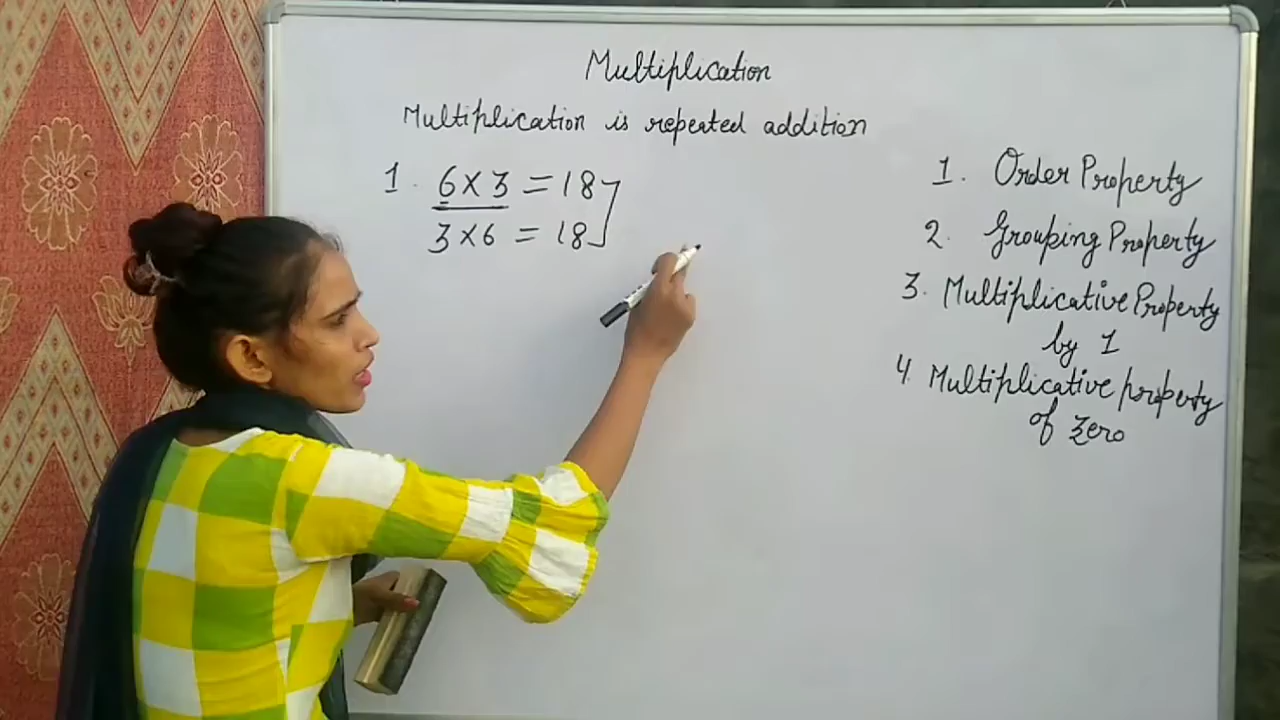 Multiplication
Multiplication is repeated addition
1. 6 × 3 = 18
3 × 6 = 18
1. Order Property
2. Grouping Property
3. Multiplicative Property
by 1
4. Multiplicative property
of zero